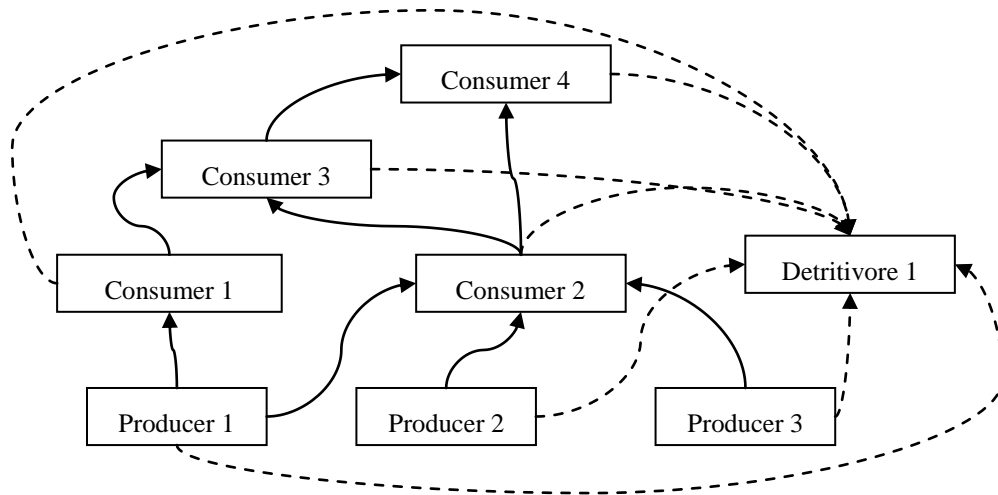 Consumer 4
Consumer 3
Detritivore 1
Consumer 1
Consumer 2
Producer 1
Producer 2
Producer 3